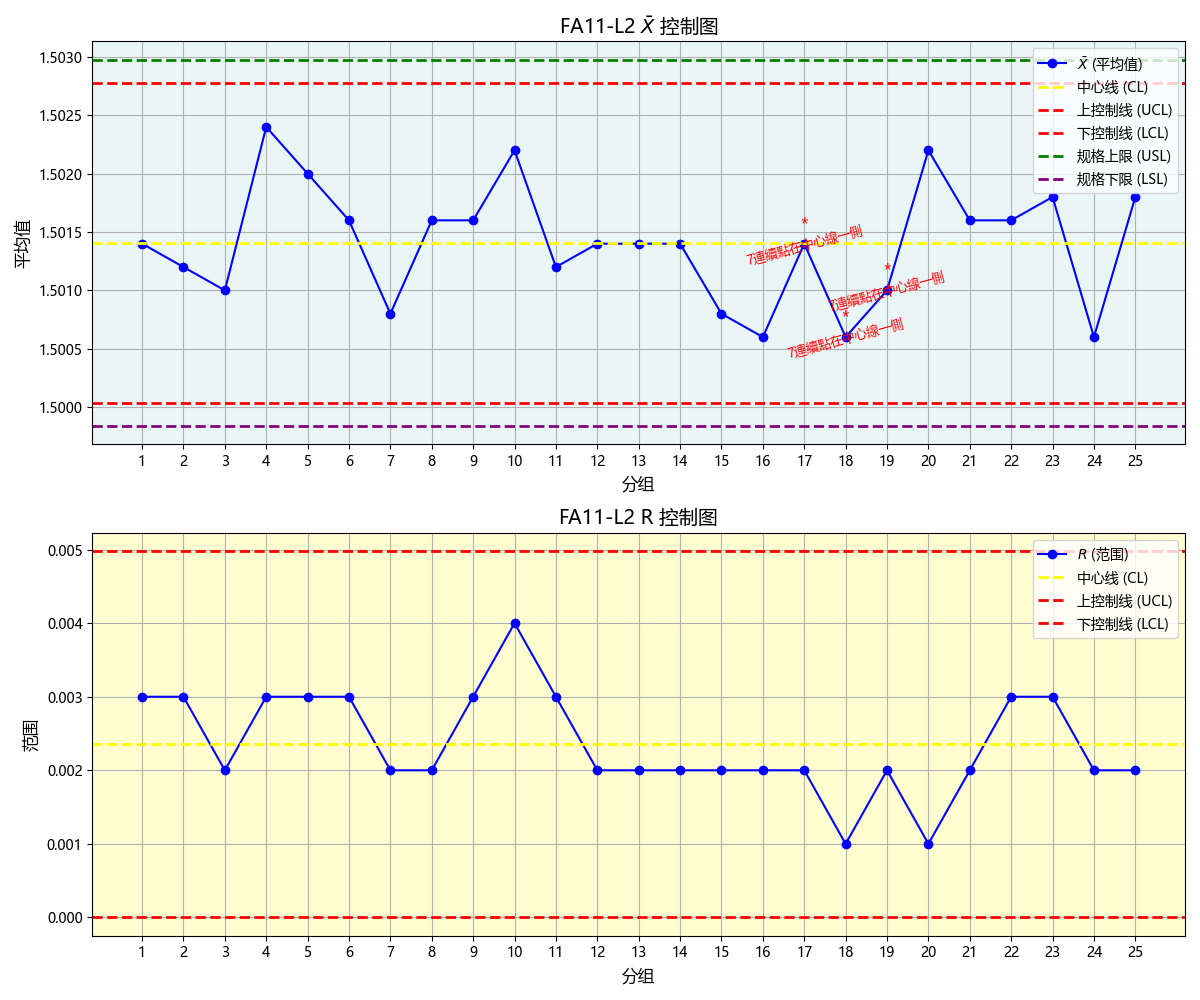 FA11-L2 X̄ 控制图
1.5030
1.5025
1.5020
1.5015
1.5010
1.5005
1.5000
平均值
X̄ (平均值)
中心线 (CL)
上控制线 (UCL)
下控制线 (LCL)
规格上限 (USL)
规格下限 (LSL)
*
7連續點在中心線一側
*
7連續點在中心線一側
*
7連續點在中心線一側
1 2 3 4 5 6 7 8 9 10 11 12 13 14 15 16 17 18 19 20 21 22 23 24 25
分组
FA11-L2 R 控制图
0.005
0.004
0.003
0.002
0.001
0.000
范围
R (范围)
中心线 (CL)
上控制线 (UCL)
下控制线 (LCL)
1 2 3 4 5 6 7 8 9 10 11 12 13 14 15 16 17 18 19 20 21 22 23 24 25
分组